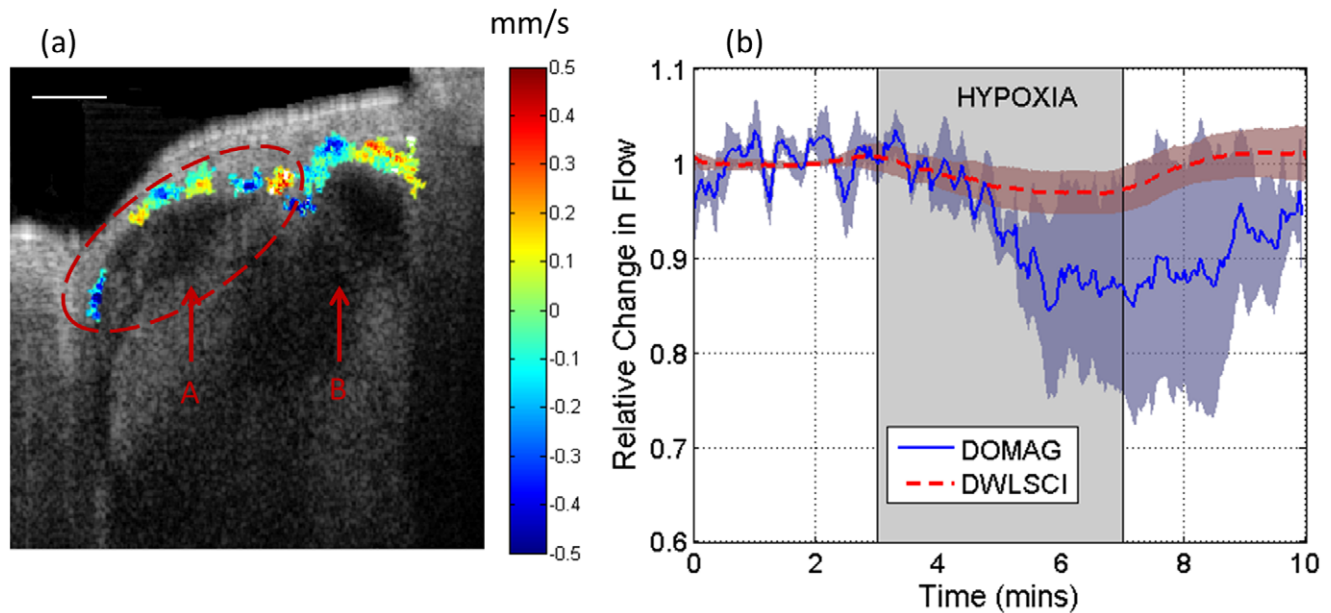 (a)
mm/s
0.5
0.4
0.3
0.2
0.1
0
-0.1
-0.2
-0.3
-0.4
-0.5
A
B
(b)
Relative Change in Flow
1.1
1
0.9
0.8
0.7
0.6
HYPOXIA
DOMAG
DWLSCI
0 2 4 6 8 10
Time (mins)